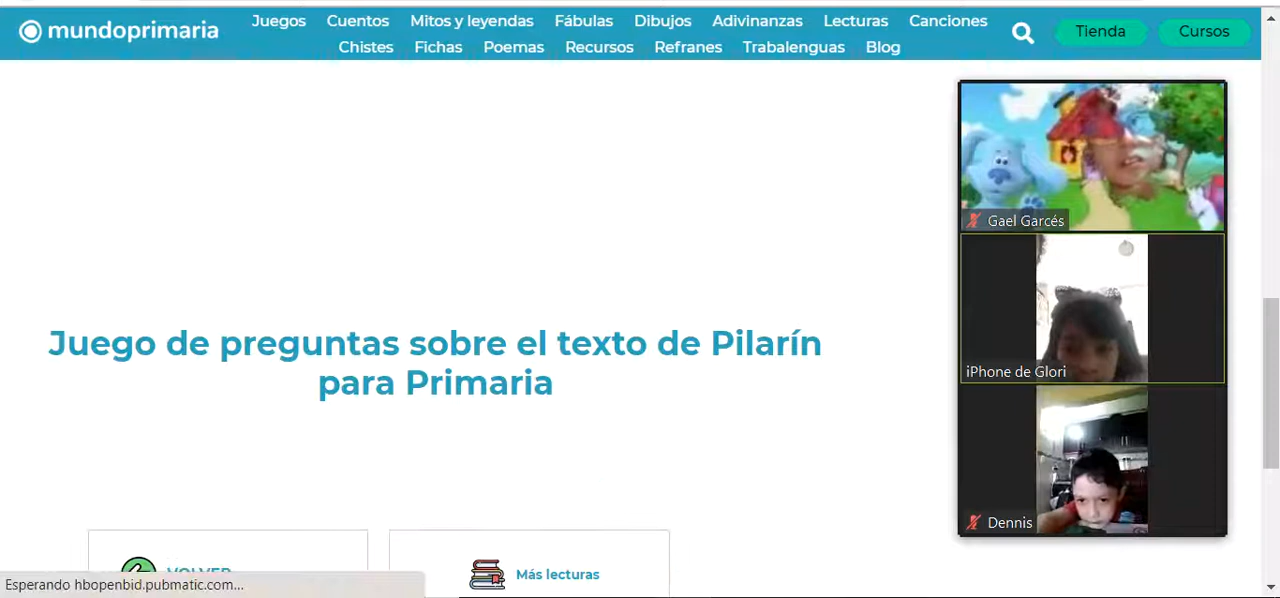 mundoprimaria
Juegos Cuentos Mitos y leyendas Fábulas Dibujos Adivinanzas Lecturas Canciones
Chistes Fichas Poemas Recursos Refranes Trabalenguas Blog
Tienda Cursos
Gael Garcés
iPhone de Glori
Dennis
Juego de preguntas sobre el texto de Pilarín
para Primaria
VOLVER
Más lecturas
Esperando hbopenbid.pubmatic.com...